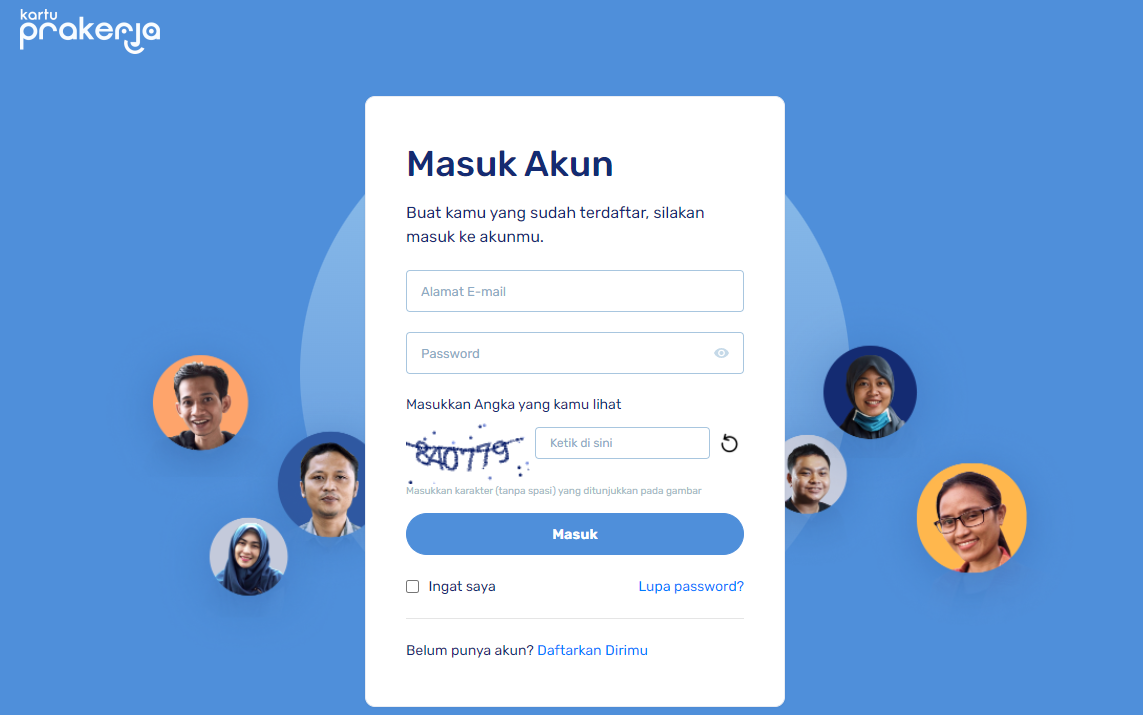 kartu
prakerja
Masuk Akun
Buat kamu yang sudah terdaftar, silakan
masuk ke akunmu.
Alamat E-mail
Password
Masukkan Angka yang kamu lihat
840779
Ketik di sini
Masukkan karakter (tanpa spasi) yang ditunjukkan pada gambar
Masuk
Ingat saya
Lupa password?
Belum punya akun? Daftarkan Dirimu